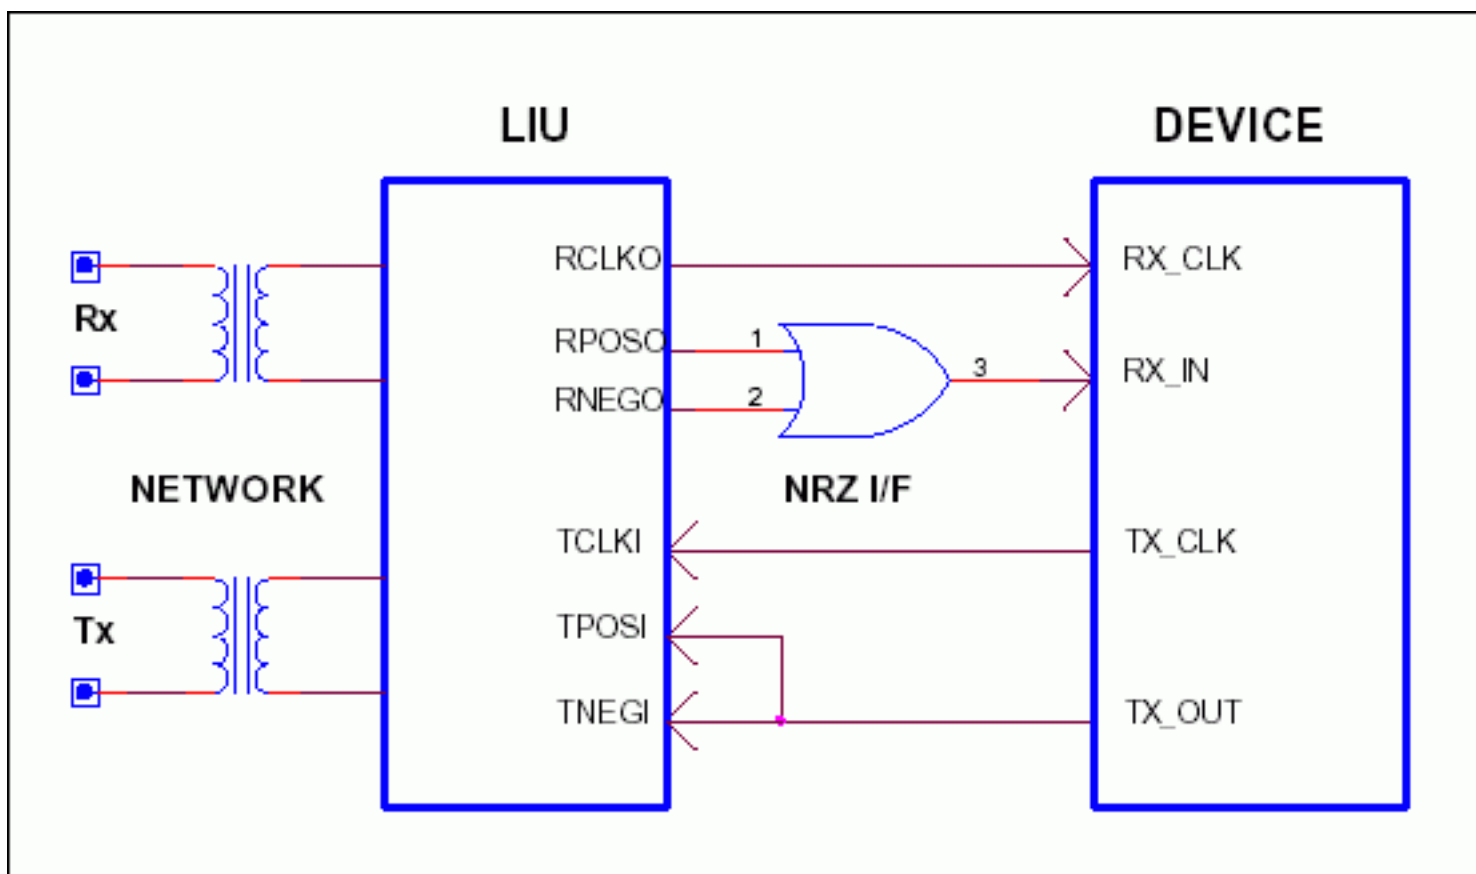 LIU
DEVICE
RCLKO
RX_CLK
RPOSO
1
3
RX_IN
Rx
RNEGO
2
NETWORK
NRZ I/F
TCLKI
TX_CLK
Tx
TPOSI
TNEGI
TX_OUT